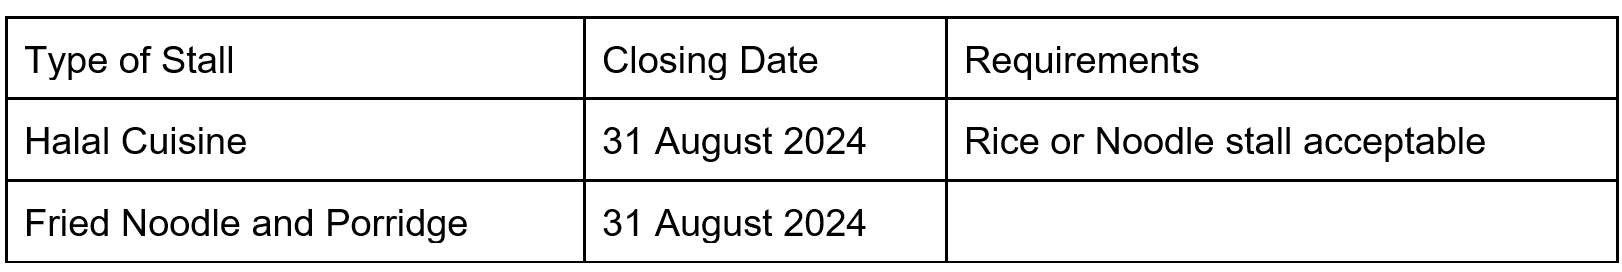 Type of Stall Closing Date Requirements
Halal Cuisine 31 August 2024 Rice or Noodle stall acceptable
Fried Noodle and Porridge 31 August 2024